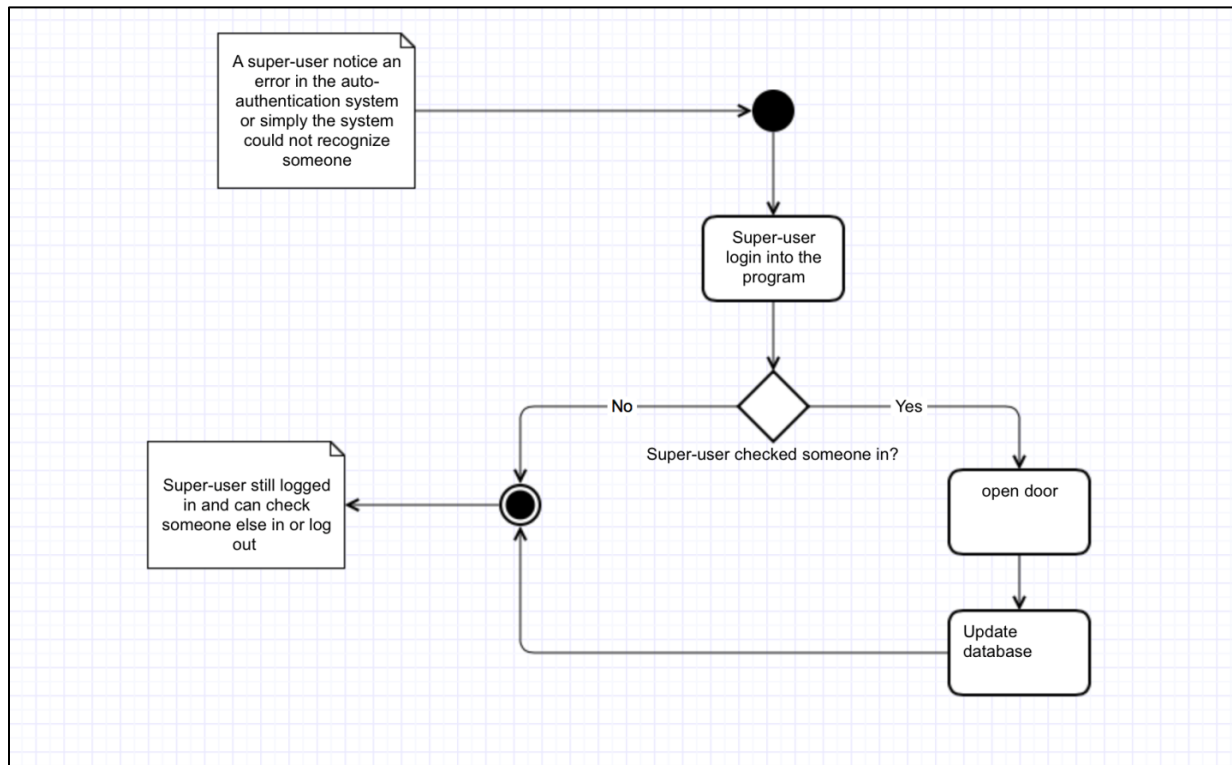 A super-user notice an
error in the auto-
authentication system
or simply the system
could not recognize
someone
Super-user
login into the
program
No
Yes
Super-user checked someone in?
open door
Super-user still logged
in and can check
someone else in or log
out
Update
database